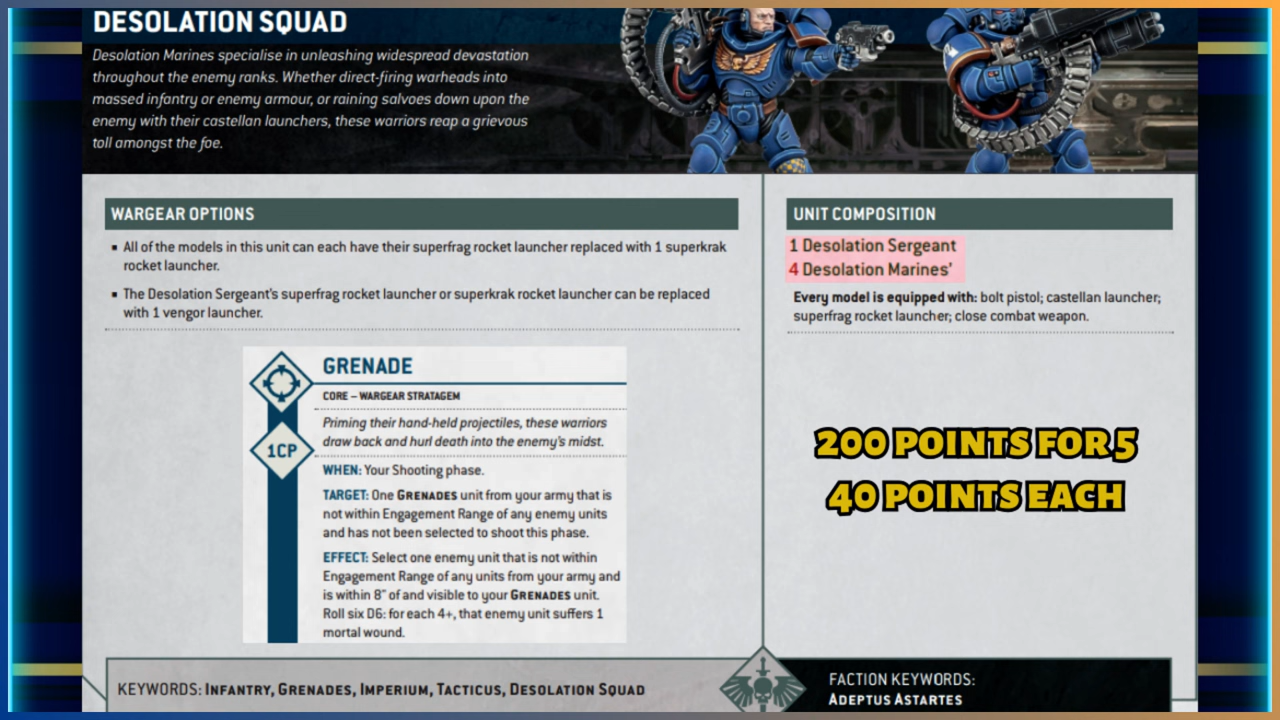 DESOLATION SQUAD
Desolation Marines specialise in unleashing widespread devastation
throughout the enemy ranks. Whether direct-firing warheads into
massed infantry or enemy armour, or raining salvoes down upon the
enemy with their castellan launchers, these warriors reap a grievous
toll amongst the foe.
WARGEAR OPTIONS
▪ All of the models in this unit can each have their superfrag rocket launcher replaced with 1 superkrak
rocket launcher.
▪ The Desolation Sergeant's superfrag rocket launcher or superkrak rocket launcher can be replaced
with 1 vengor launcher.
GRENADE
CORE – WARGEAR STRATAGEM
Priming their hand-held projectiles, these warriors
draw back and hurl death into the enemy's midst.
1CP
WHEN: Your Shooting phase.
TARGET: One GRENADES unit from your army that is
not within Engagement Range of any enemy units
and has not been selected to shoot this phase.
EFFECT: Select one enemy unit that is not within
Engagement Range of any units from your army and
is within 8" of and visible to your GRENADES unit.
Roll six D6: for each 4+, that enemy unit suffers 1
mortal wound.
UNIT COMPOSITION
1 Desolation Sergeant
4 Desolation Marines'
Every model is equipped with: bolt pistol; castellan launcher;
superfrag rocket launcher; close combat weapon.
200 POINTS FOR 5
40 POINTS EACH
KEYWORDS: INFANTRY, GRENADES, IMPERIUM, TACTICUS, DESOLATION SQUAD
FACTION KEYWORDS:
ADEPTUS ASTARTES